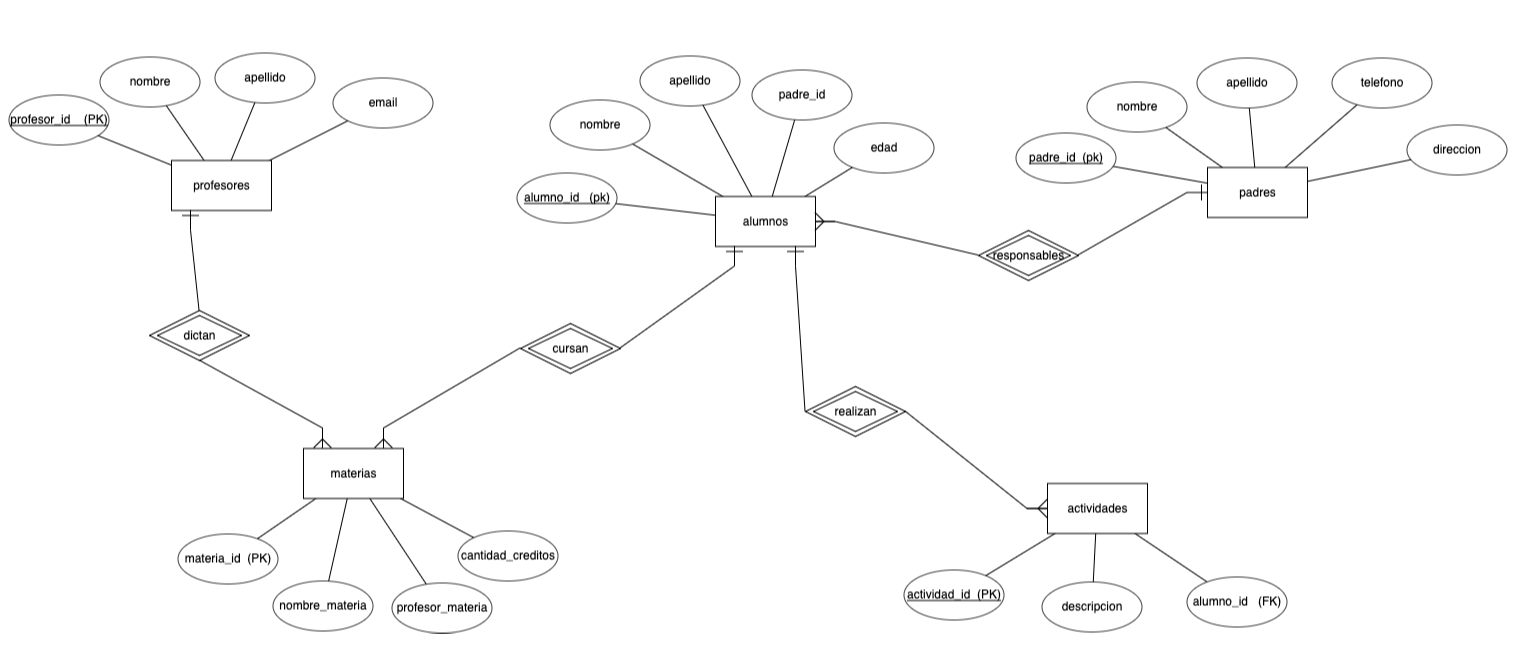 profesor_id (PK)
nombre
apellido
email
profesores
nombre
apellido
padre_id
edad
alumno_id (pk)
alumnos
nombre
apellido
telefono
padre_id (pk)
direccion
padres
responsables
dictan
cursan
realizan
materias
materia_id (PK)
nombre_materia
profesor_materia
cantidad_creditos
actividades
actividad_id (PK)
descripcion
alumno_id (FK)